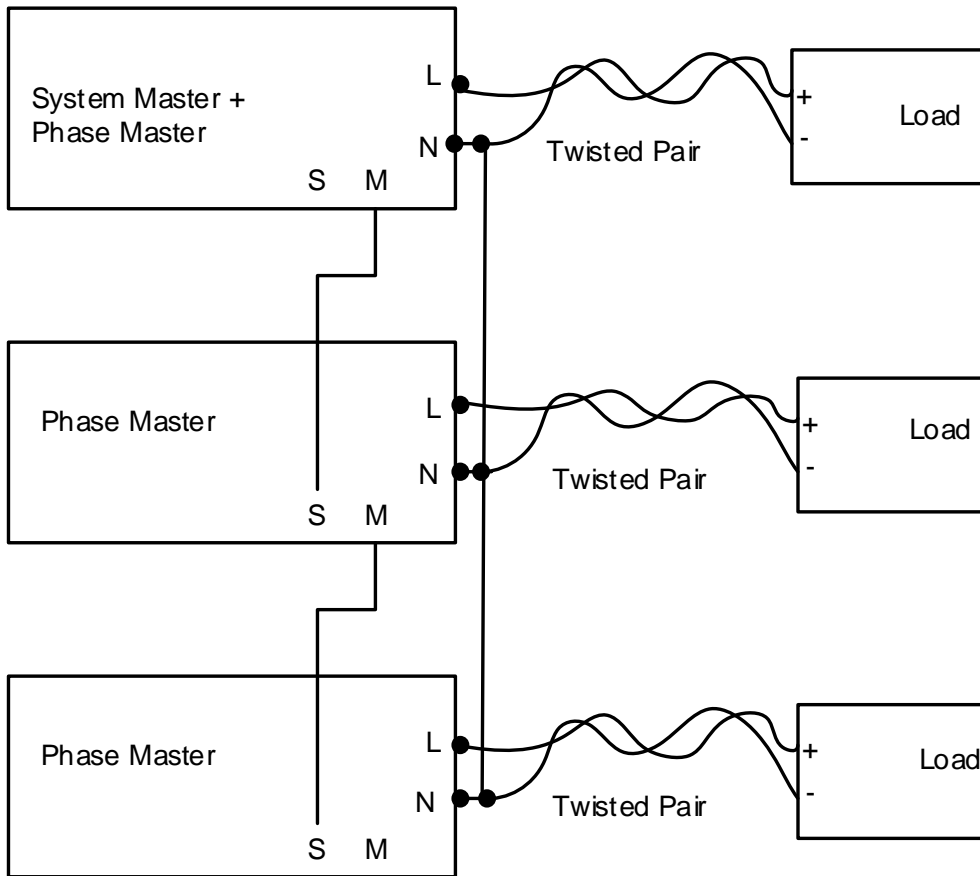 System Master +
Phase Master
L
N
S M
Twisted Pair
+
-
Load
Phase Master
L
N
S M
Twisted Pair
+
-
Load
Phase Master
L
N
S M
Twisted Pair
+
-
Load